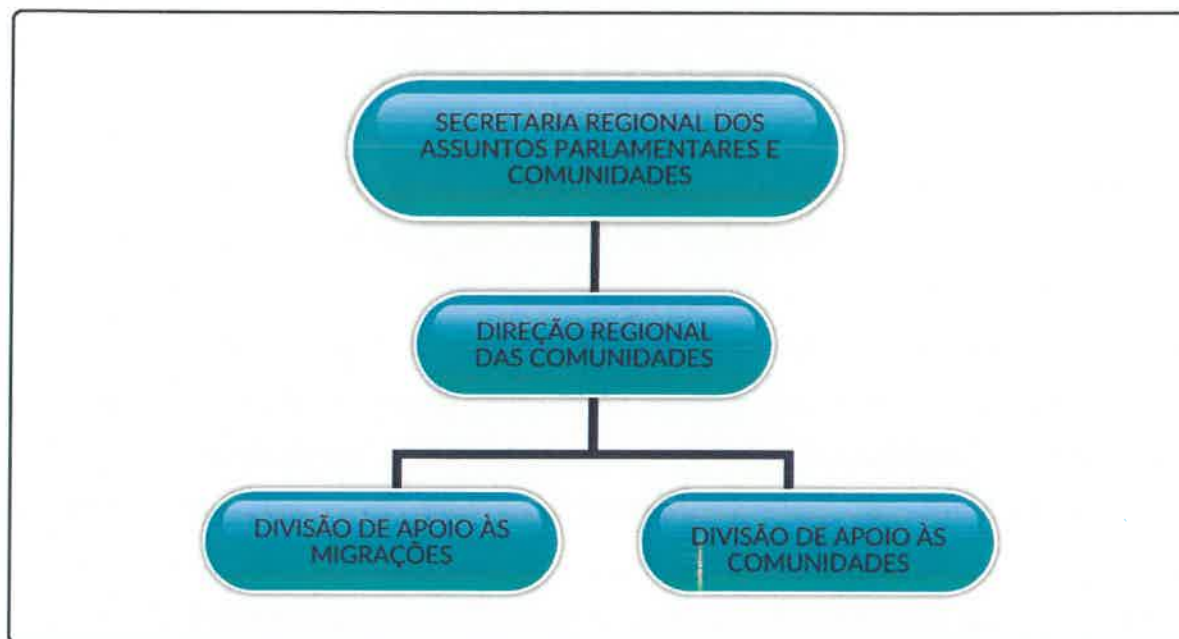 SECRETARIA REGIONAL DOS
ASSUNTOS PARLAMENTARES E
COMUNIDADES
DIREÇÃO REGIONAL
DAS COMUNIDADES
DIVISÃO DE APOIO ÀS
MIGRAÇÕES
DIVISÃO DE APOIO ÀS
COMUNIDADES